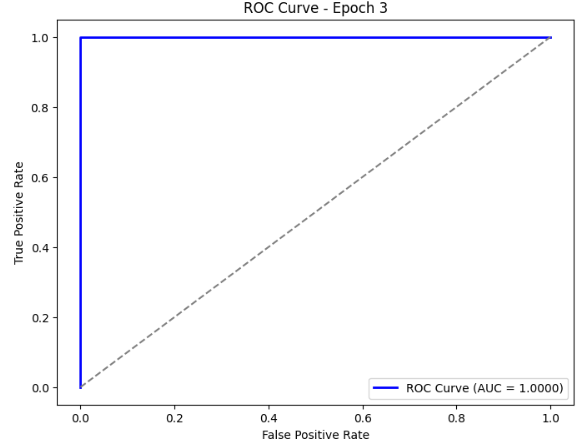 ROC Curve - Epoch 3
1.0
0.8
0.6
0.4
0.2
0.0
True Positive Rate
ROC Curve (AUC = 1.0000)
0.0 0.2 0.4 0.6 0.8 1.0
False Positive Rate